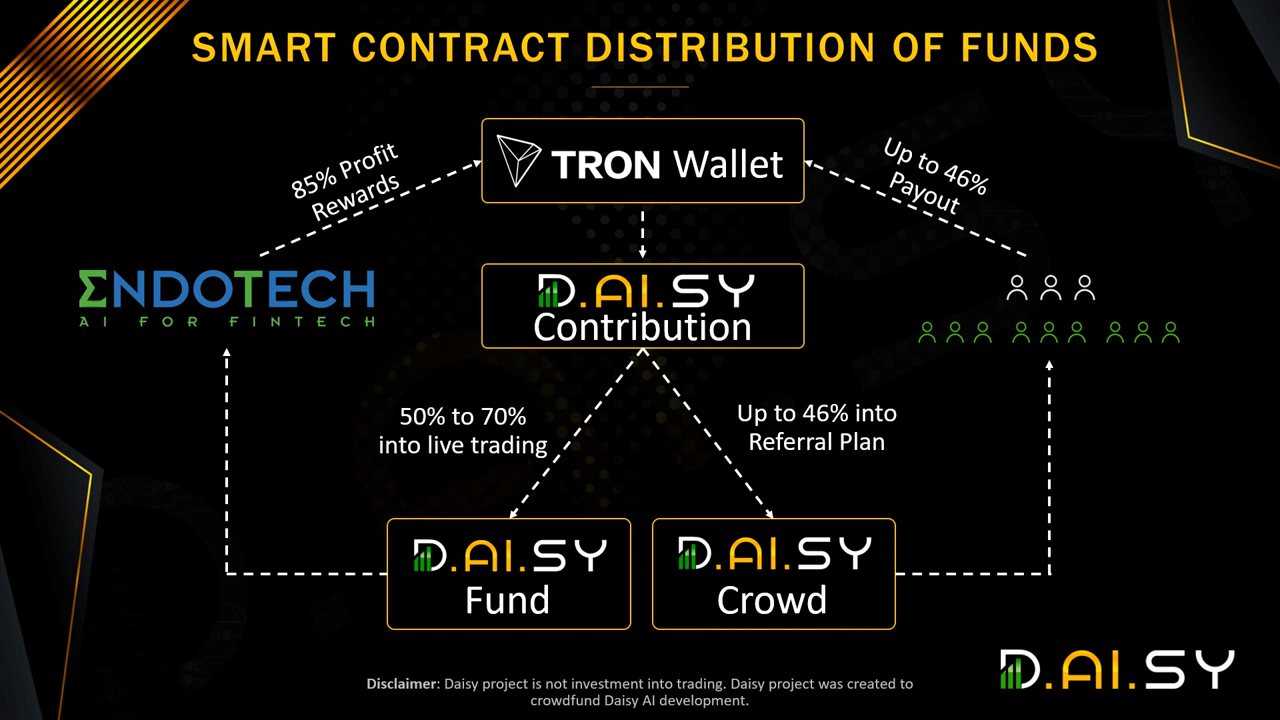 SMART CONTRACT DISTRIBUTION OF FUNDS
TRON Wallet
85% Profit
Rewards
Up to 46%
Payout
ΣNDOTECH
AI FOR FINTECH
D.AI.SY
Contribution
50% to 70%
into live trading
Up to 46% into
Referral Plan
D.AI.SY
Fund
D.AI.SY
Crowd
D.AI.SY
Disclaimer: Daisy project is not investment into trading. Daisy project was created to
crowdfund Daisy AI development.